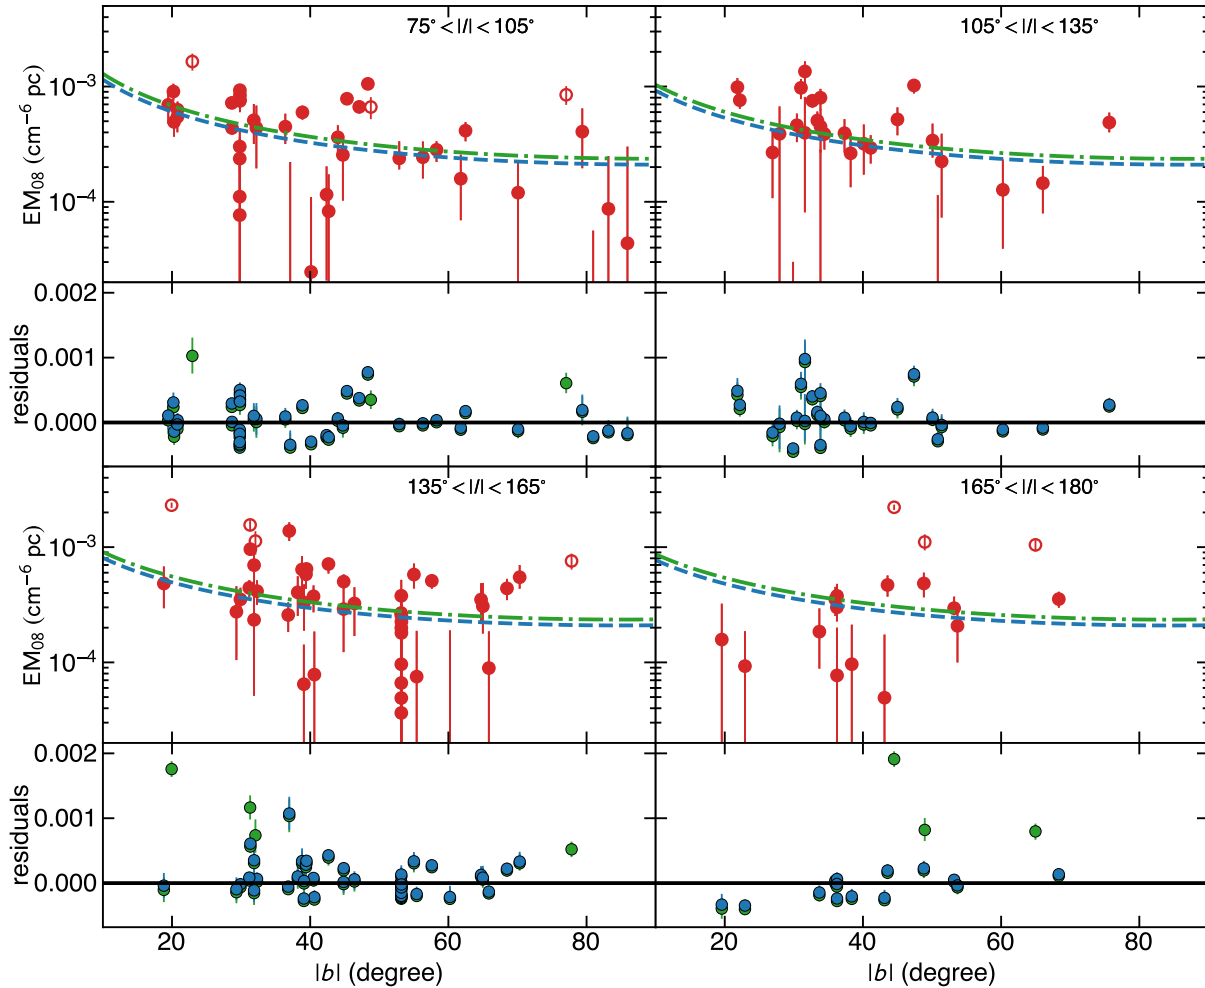 75° < |l| < 105°
105° < |l| < 135°
EM₀₈ (cm⁻⁶ pc)
10⁻³
10⁻⁴
residuals
0.002
0.001
0.000
135° < |l| < 165°
165° < |l| < 180°
EM₀₈ (cm⁻⁶ pc)
10⁻³
10⁻⁴
residuals
0.002
0.001
0.000
20 40 60 80 20 40 60 80
|b| (degree) |b| (degree)